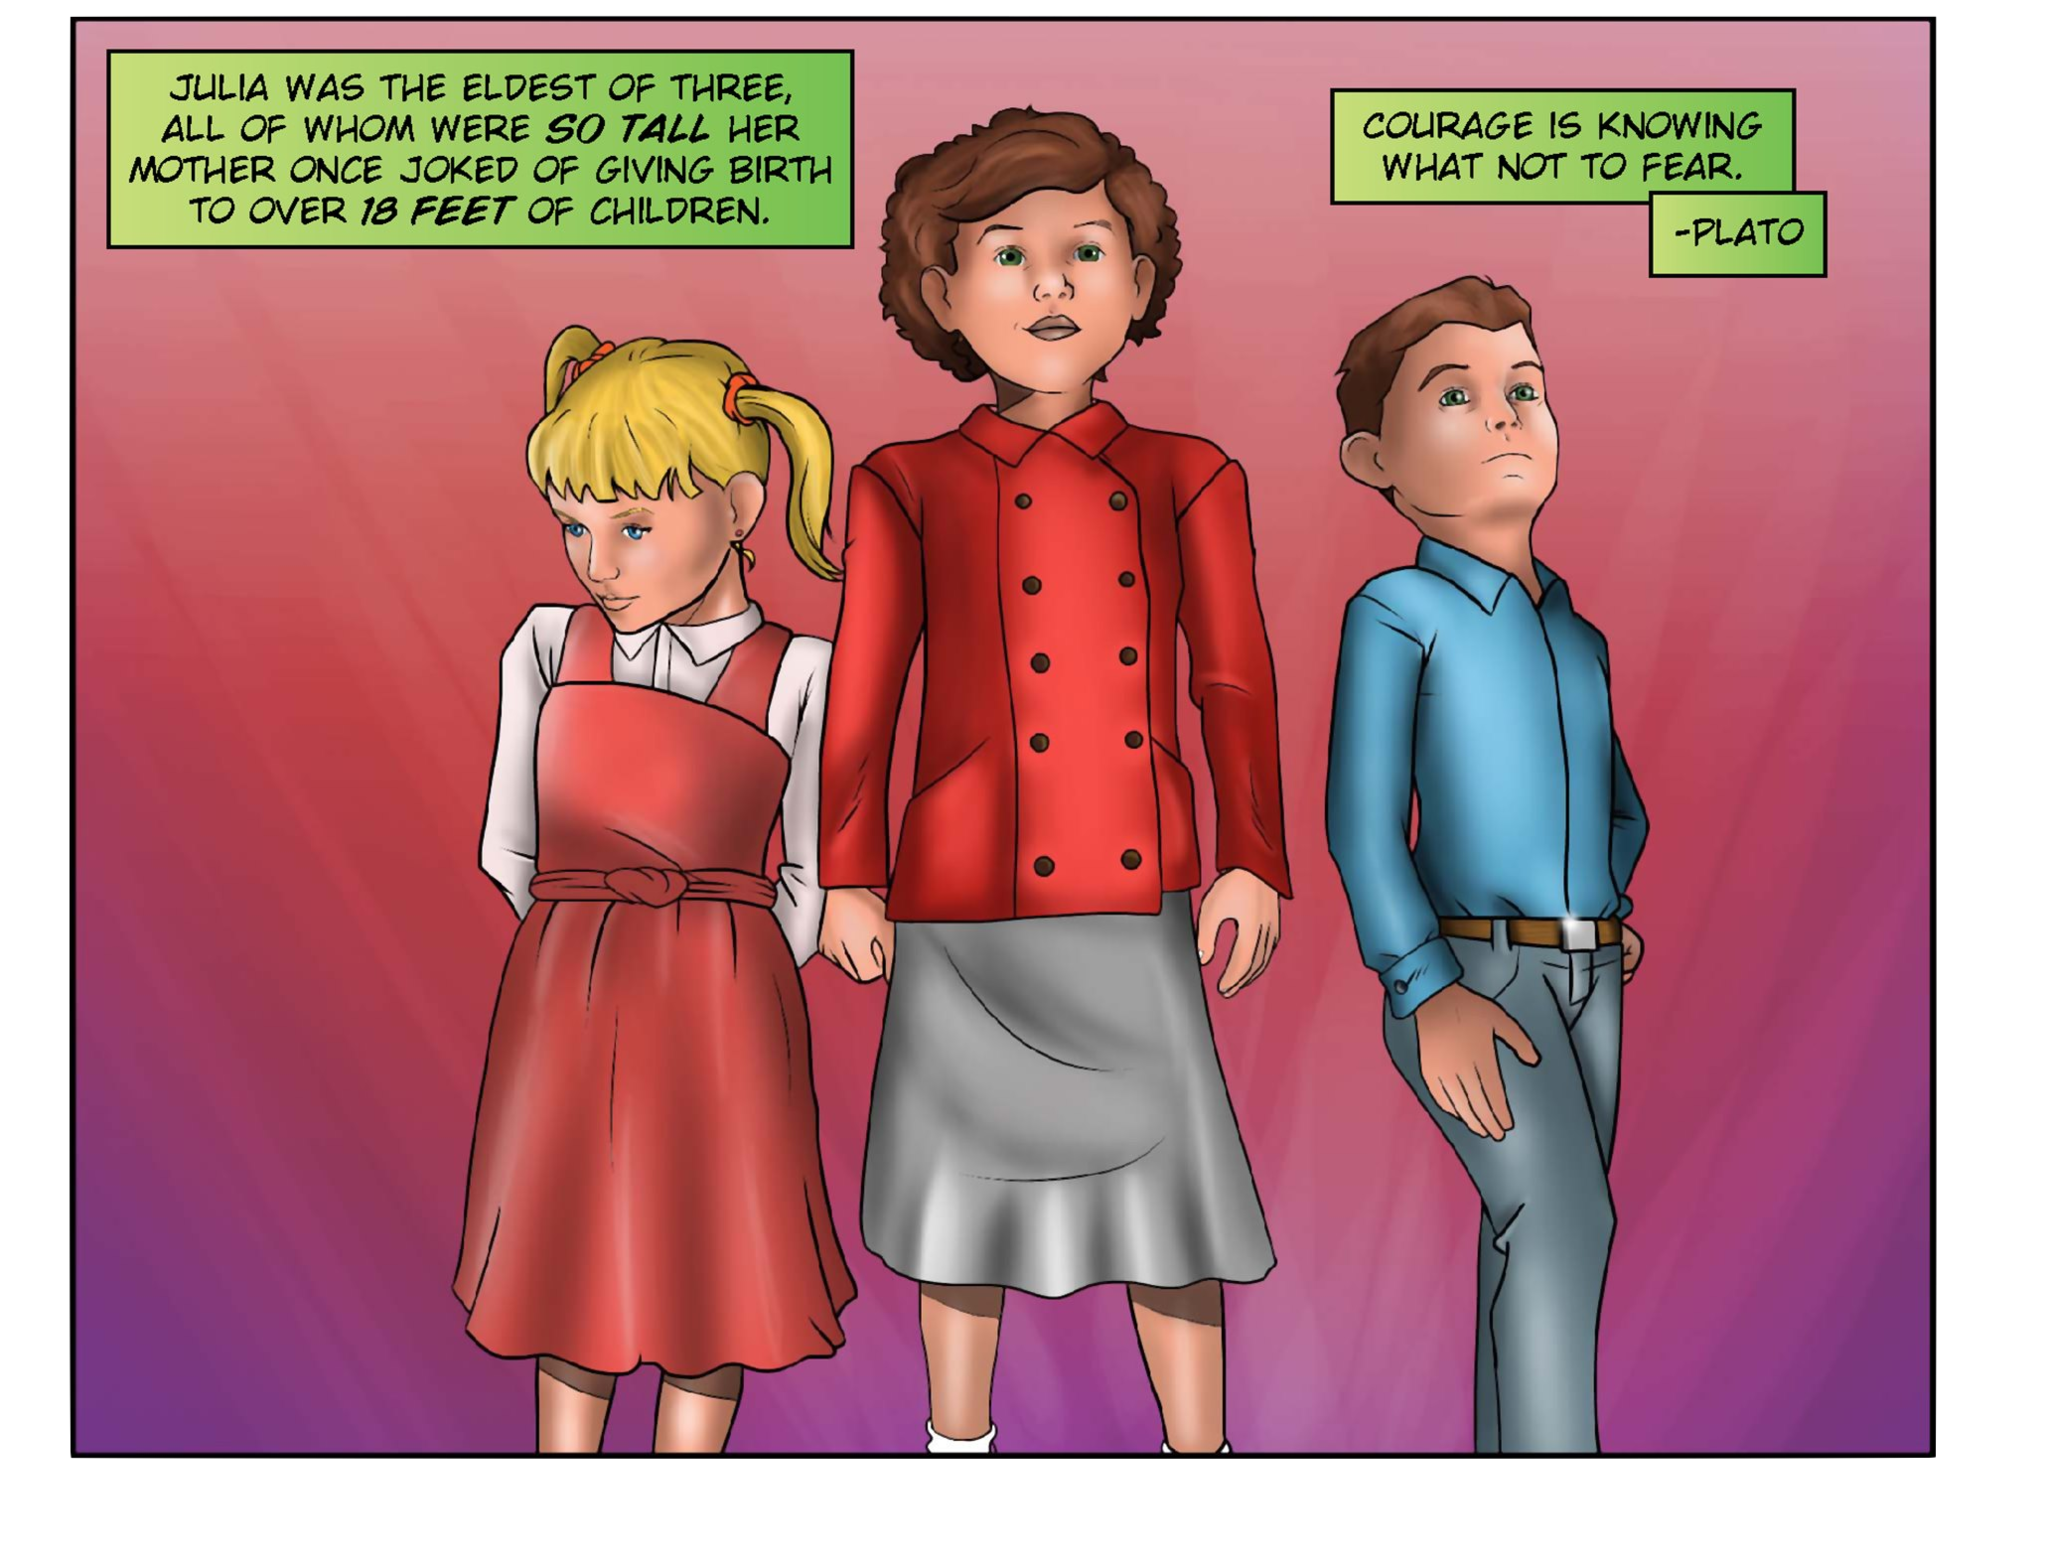 JULIA WAS THE ELDEST OF THREE,
ALL OF WHOM WERE SO TALL HER
MOTHER ONCE JOKED OF GIVING BIRTH
TO OVER 18 FEET OF CHILDREN.
COURAGE IS KNOWING
WHAT NOT TO FEAR.
-PLATO